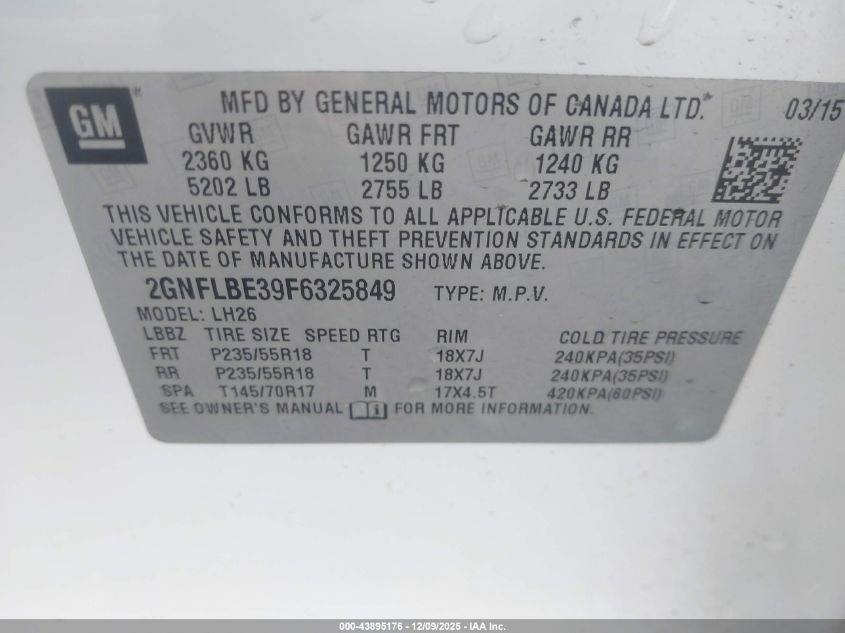 GM
MFD BY GENERAL MOTORS OF CANADA LTD.* 03/15
GVWR GAWR FRT GAWR RR
2360 KG 1250 KG 1240 KG
5202 LB 2755 LB 2733 LB
THIS VEHICLE CONFORMS TO ALL APPLICABLE U.S. FEDERAL MOTOR
VEHICLE SAFETY AND THEFT PREVENTION STANDARDS IN EFFECT ON
THE DATE OF MANUFACTURE SHOWN ABOVE.
2GNFLBE39F6325849 TYPE: M.P.V.
MODEL: LH26
LBBZ TIRE SIZE SPEED RTG RIM COLD TIRE PRESSURE
FRT P235/55R18 T 18X7J 240KPA(35PSI)
RR P235/55R18 T 18X7J 240KPA(35PSI)
SPA T145/70R17 M 17X4.5T 420KPA(60PSI)
SEE OWNER'S MANUAL FOR MORE INFORMATION.
000-43895176 - 12/09/2025 - IAA Inc.